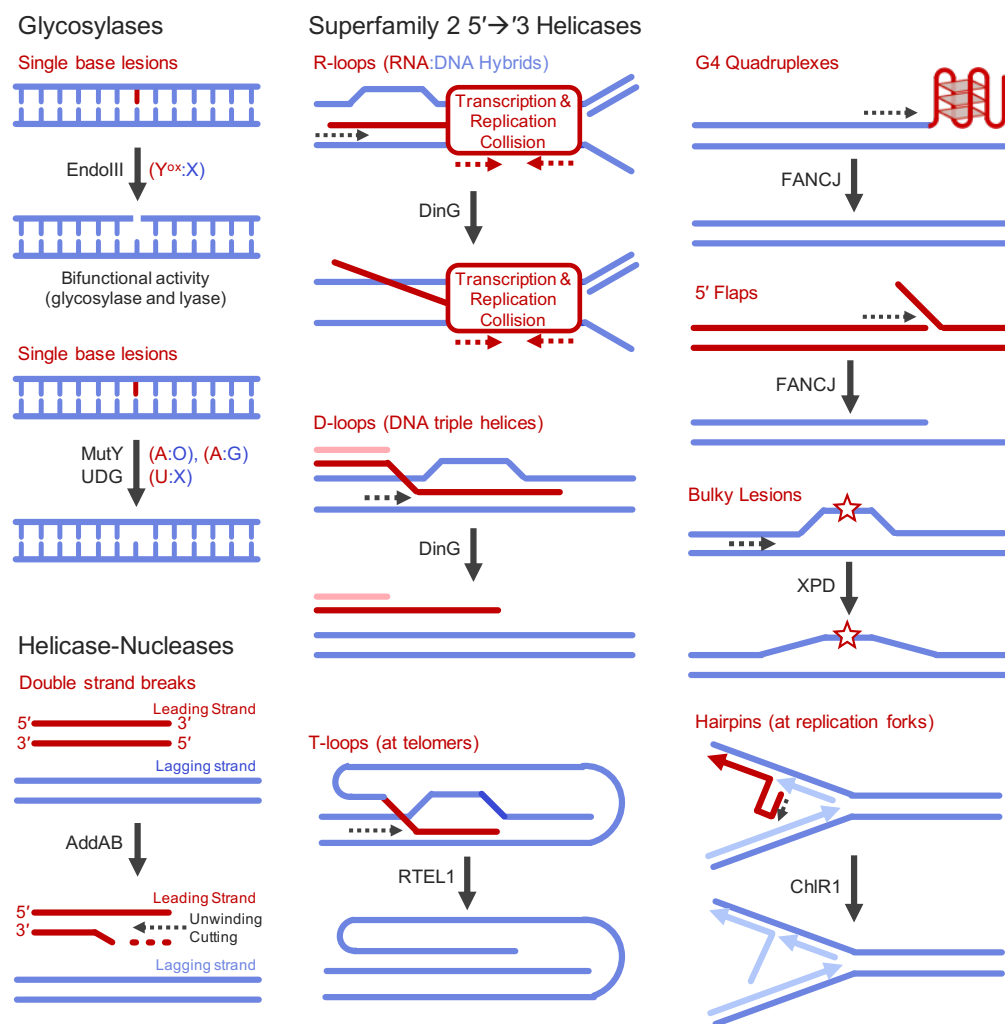 Glycosylases
Single base lesions
EndoIII
(Yᵒˣ:X)
Bifunctional activity
(glycosylase and lyase)
Single base lesions
MutY
(A:O), (A:G)
UDG
(U:X)
Helicase-Nucleases
Double strand breaks
Leading Strand
5′
3′
3′
5′
Lagging strand
AddAB
Leading Strand
5′
Unwinding
3′
Cutting
Lagging strand
Superfamily 2 5′→′3 Helicases
R-loops (RNA:DNA Hybrids)
Transcription &
Replication
Collision
DinG
Transcription &
Replication
Collision
D-loops (DNA triple helices)
DinG
T-loops (at telomers)
RTEL1
G4 Quadruplexes
FANCJ
5′ Flaps
FANCJ
Bulky Lesions
XPD
Hairpins (at replication forks)
ChlR1